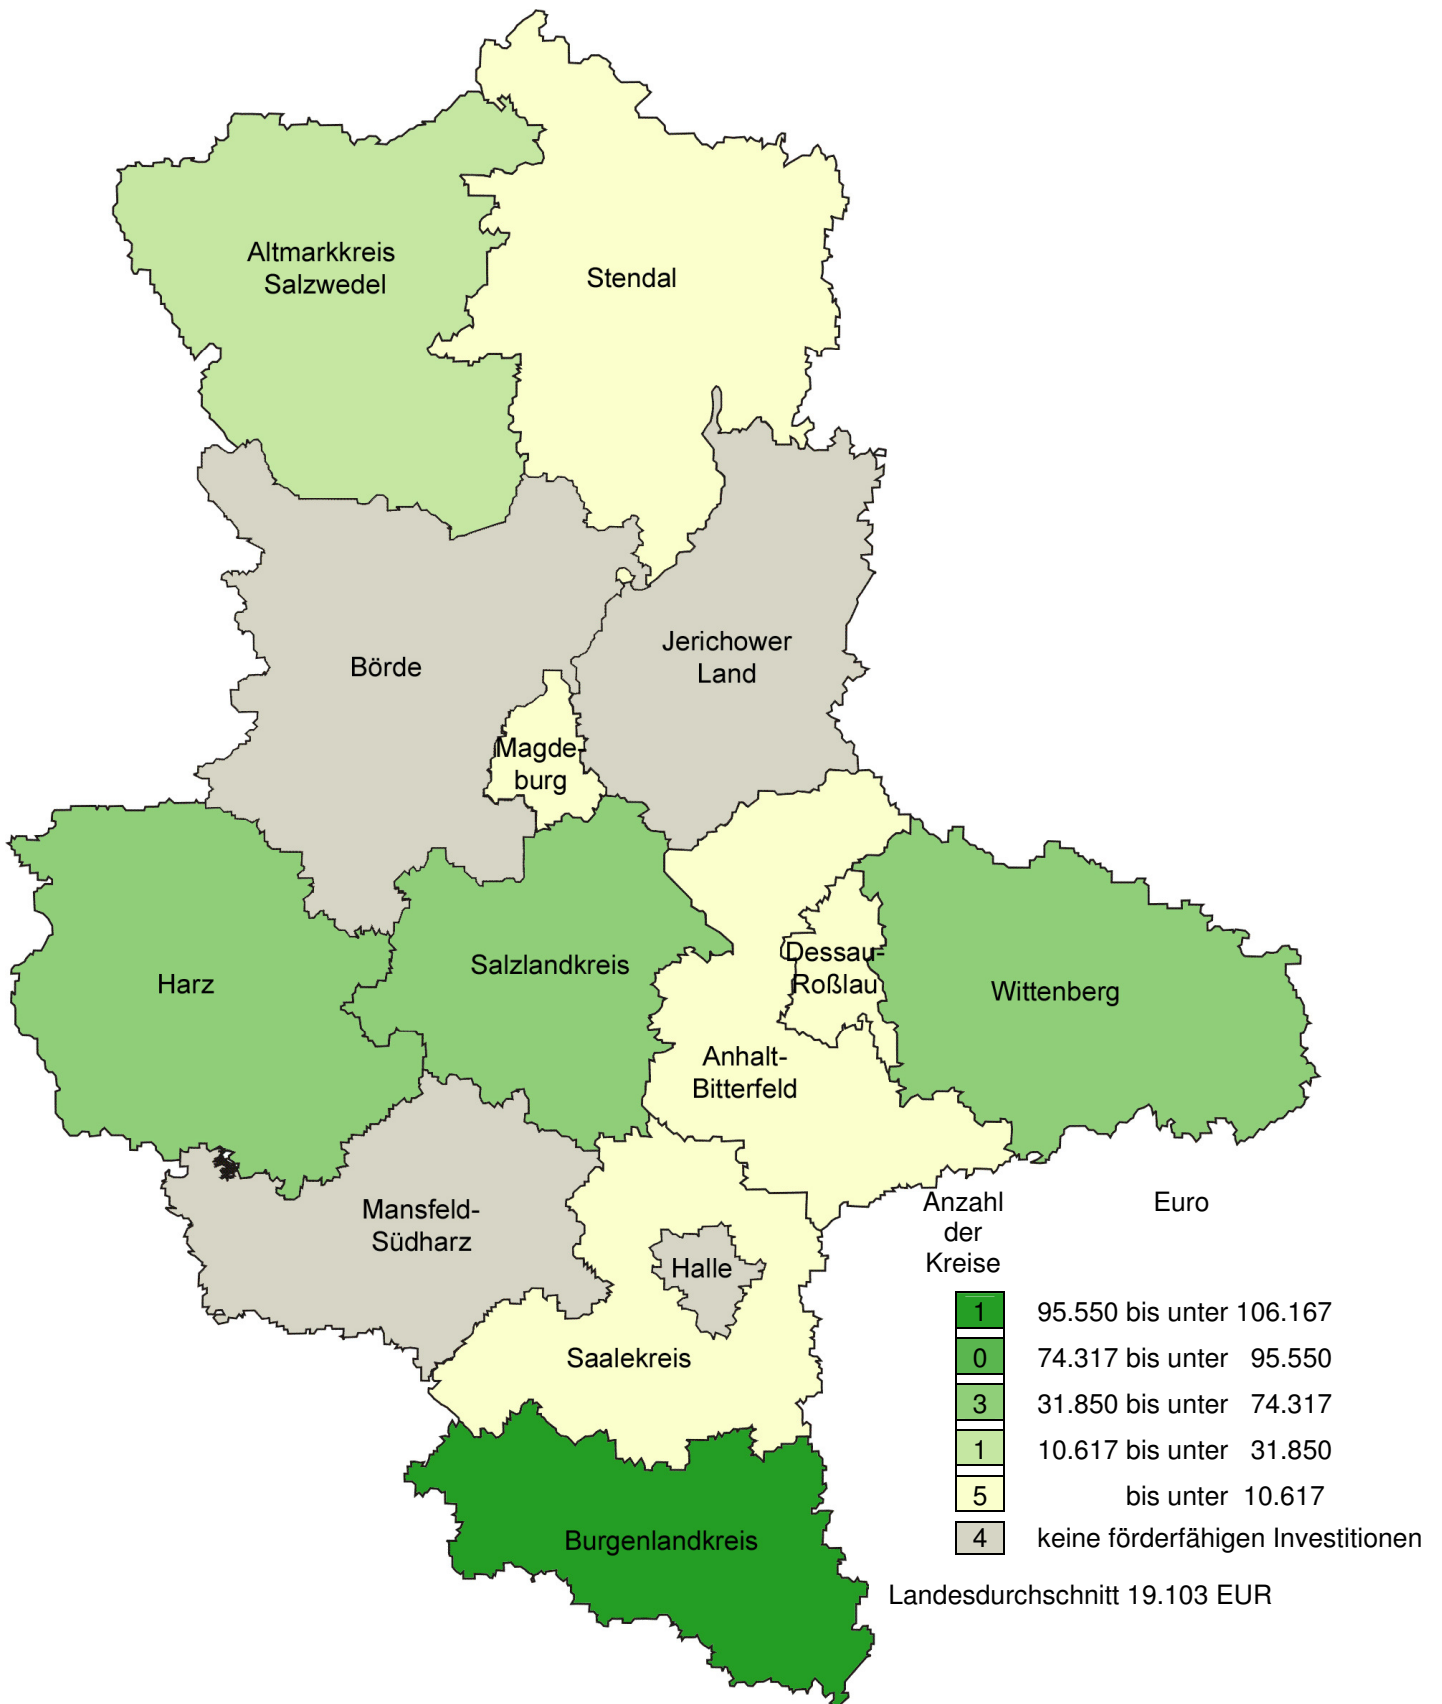 Altmarkkreis
Salzwedel
Stendal
Börde
Jerichower
Land
Magde-
burg
Harz
Salzlandkreis
Dessau-
Roßlau
Wittenberg
Anhalt-
Bitterfeld
Mansfeld-
Südharz
Halle
Saalekreis
Burgenlandkreis
Anzahl
der
Kreise
Euro
1 95.550 bis unter 106.167
0 74.317 bis unter 95.550
3 31.850 bis unter 74.317
1 10.617 bis unter 31.850
5 bis unter 10.617
4 keine förderfähigen Investitionen
Landesdurchschnitt 19.103 EUR